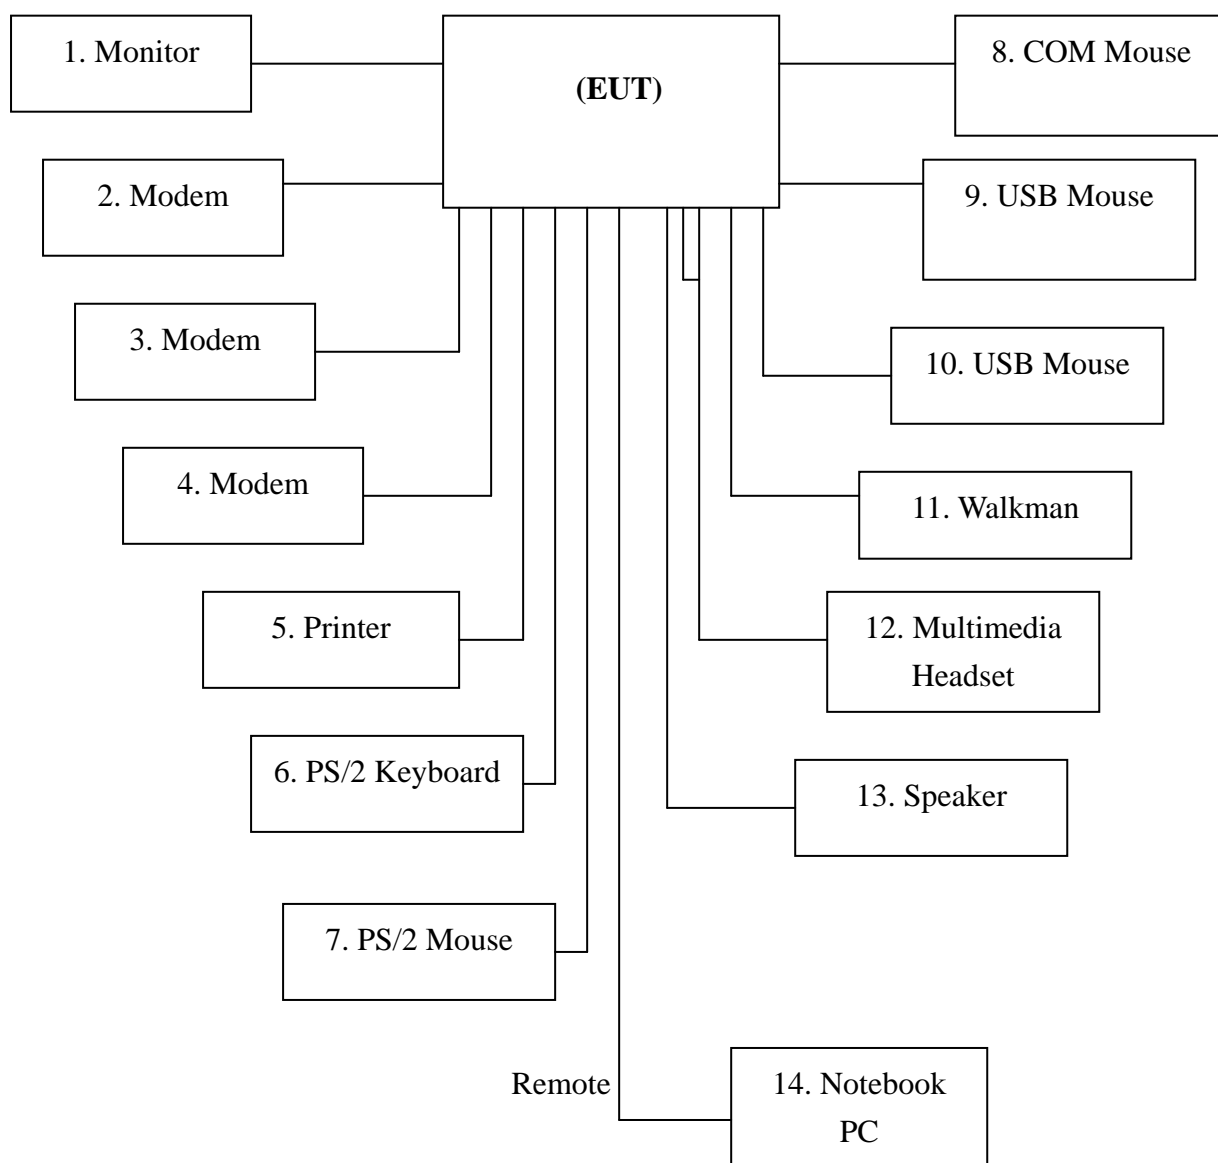 1. Monitor
(EUT)
8. COM Mouse
2. Modem
9. USB Mouse
3. Modem
10. USB Mouse
4. Modem
11. Walkman
5. Printer
12. Multimedia
Headset
6. PS/2 Keyboard
13. Speaker
7. PS/2 Mouse
Remote
14. Notebook
PC